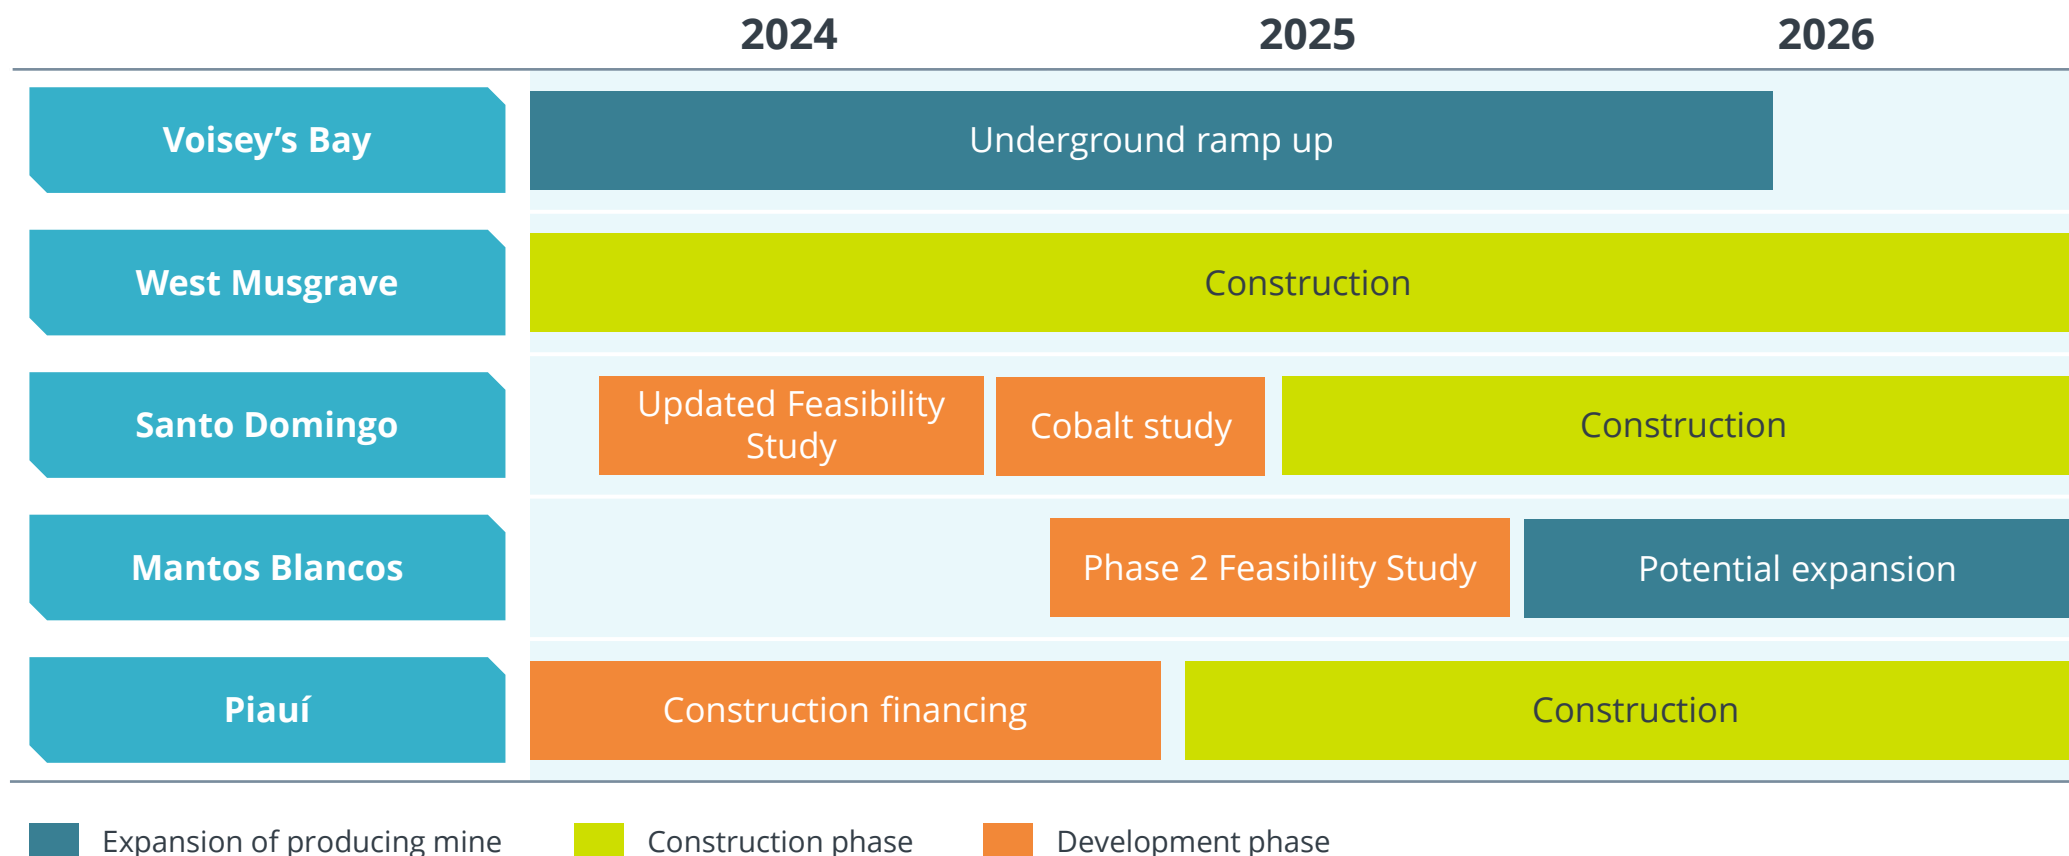 2024 2025 2026
Voisey’s Bay
Underground ramp up
West Musgrave
Construction
Santo Domingo
Updated Feasibility
Study
Cobalt study
Construction
Mantos Blancos
Phase 2 Feasibility Study
Potential expansion
Piauí
Construction financing
Construction
Expansion of producing mine
Construction phase
Development phase